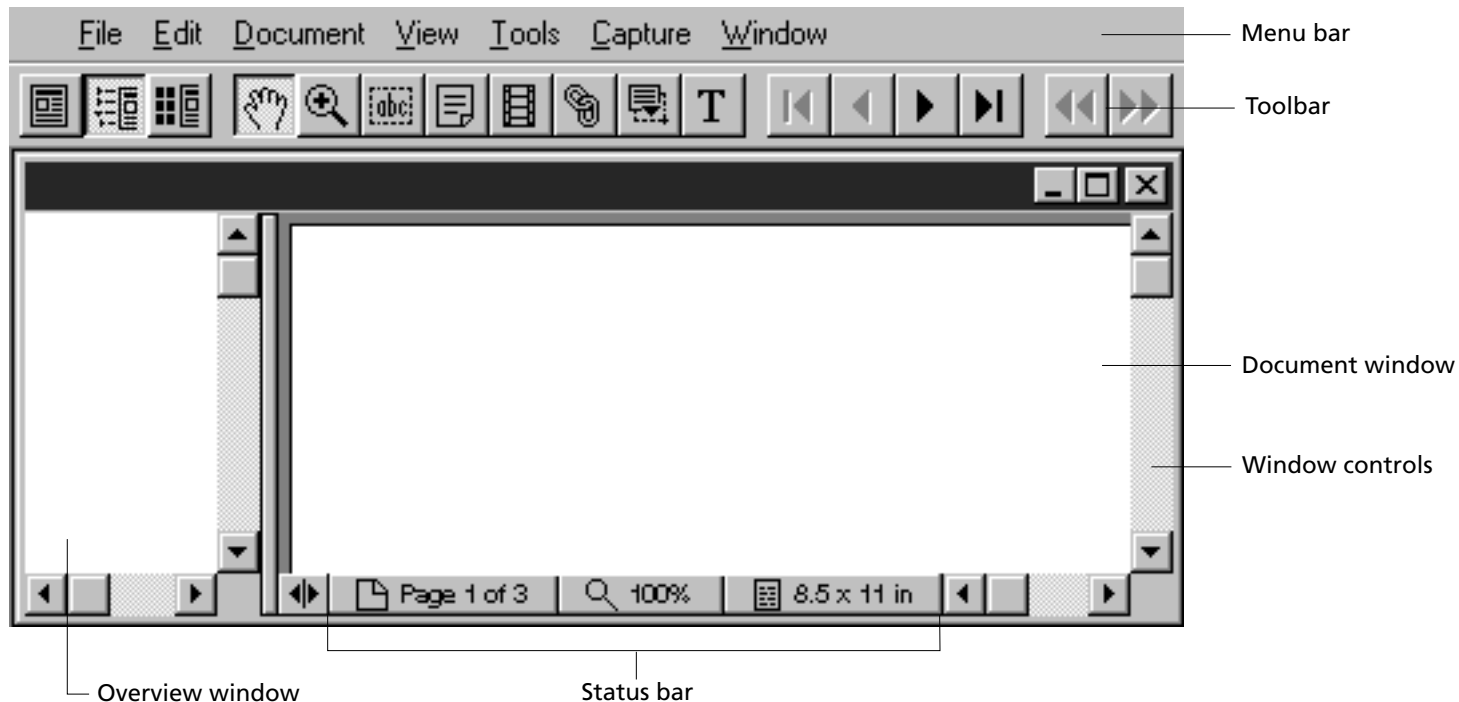 File Edit Document View Tools Capture Window
Menu bar
abc T
Toolbar
Document window
Window controls
Page 1 of 3 100% 8.5 x 11 in
Overview window
Status bar